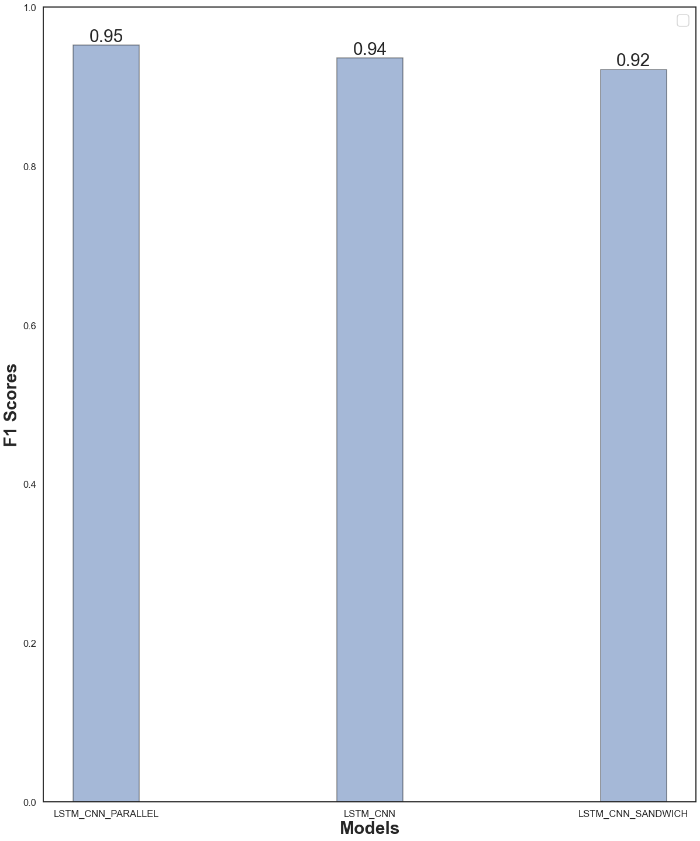 1.0
0.8
0.6
0.4
0.2
0.0
F1 Scores
0.95
0.94
0.92
LSTM_CNN_PARALLEL
LSTM_CNN
LSTM_CNN_SANDWICH
Models